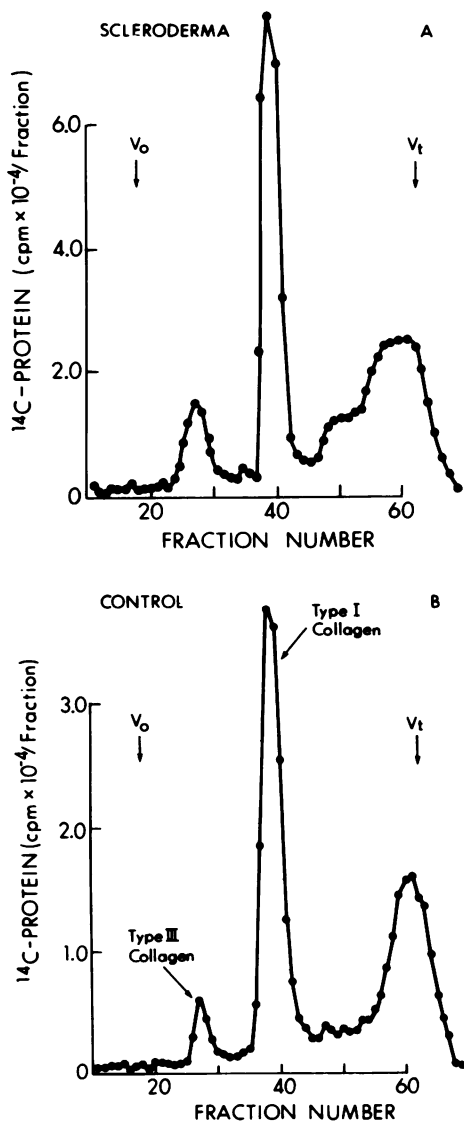 SCLERODERMA A
6.0
4.0
2.0
0
V₀
Vₜ
¹⁴C-PROTEIN (cpm × 10⁻⁴/ Fraction)
20 40 60
FRACTION NUMBER
CONTROL B
Type I
Collagen
3.0
2.0
1.0
0
V₀
Vₜ
Type III
Collagen
¹⁴C-PROTEIN (cpm × 10⁻⁴/Fraction)
20 40 60
FRACTION NUMBER